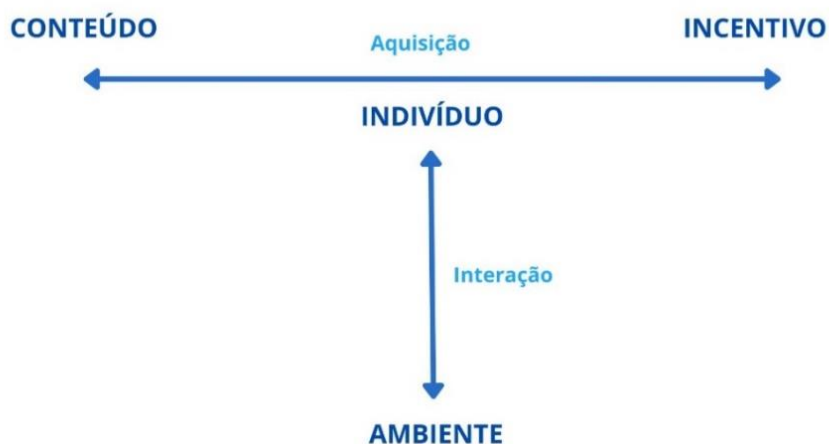 CONTEÚDO
Aquisição
INCENTIVO
INDIVÍDUO
Interação
AMBIENTE